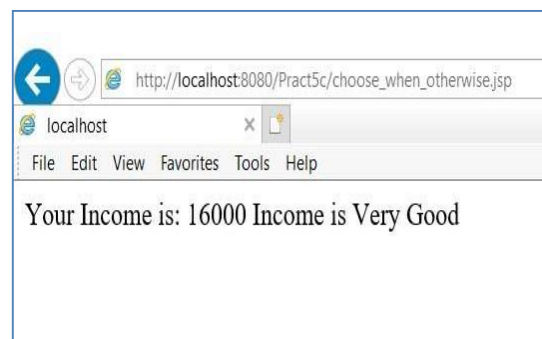 http://localhost:8080/Pract5c/choose_when_otherwise.jsp
localhost
File Edit View Favorites Tools Help
Your Income is: 16000 Income is Very Good